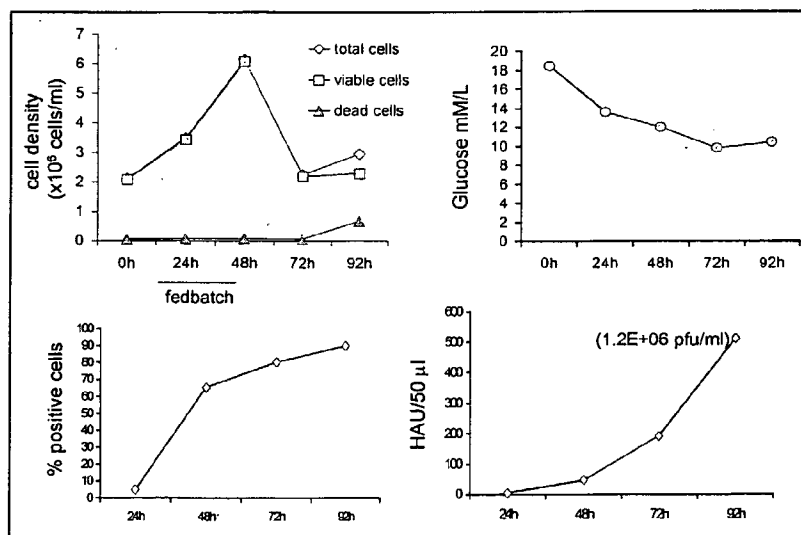 cell density
(x10⁶ cells/ml)
7
6
5
4
3
2
1
0
0h 24h 48h 72h 92h
fedbatch
total cells
viable cells
dead cells
Glucose mM/L
20
18
16
14
12
10
8
6
4
2
0
0h 24h 48h 72h 92h
% positive cells
100
90
80
70
60
50
40
30
20
10
0
24h 48h 72h 92h
HAU/50 µl
600
500
400
300
200
100
0
(1.2E+06 pfu/ml)
24h 48h 72h 92h